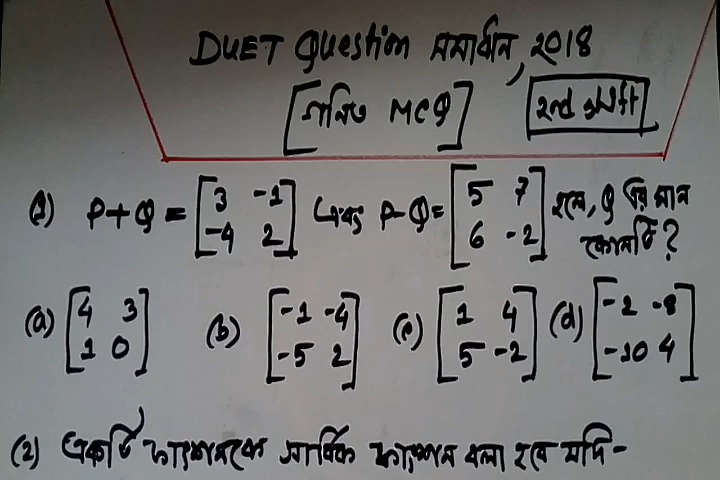 DUET Question সমাধান, ২018
[গনিত MCQ] [2nd shift]
(1) P+Q = [3 -1; -4 2] এবং P-Q = [5 7; 6 -2] হলে, Q এর মান কোনটি?
(a) [4 3; 1 0] (b) [-1 -4; -5 2] (c) [1 4; 5 -2] (d) [-2 -8; -10 4]
(2) একটি ফাংশনকে সার্বিক ফাংশন বলা হবে যদি-